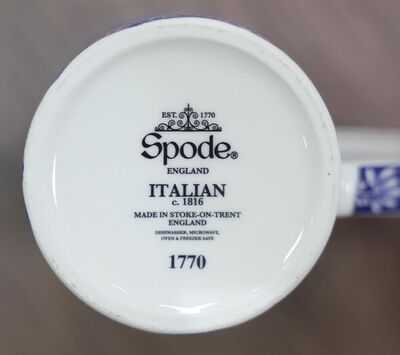 EST. 1770
Spode®
ENGLAND
ITALIAN
c. 1816
MADE IN STOKE-ON-TRENT
ENGLAND
DISHWASHER, MICROWAVE,
OVEN & FREEZER SAFE
1770